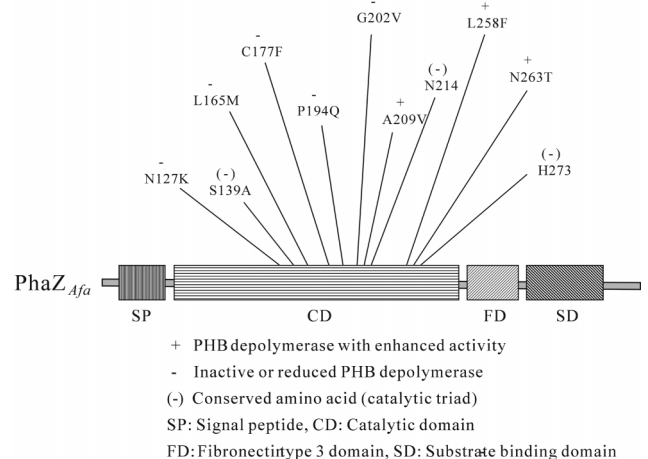 -
G202V
+
L258F
-
C177F
+
N263T
(-)
N214
-
L165M
-
P194Q
+
A209V
(-)
H273
-
N127K
(-)
S139A
PhaZAfa
SP
CD
FD
SD
+ PHB depolymerase with enhanced activity
- Inactive or reduced PHB depolymerase
(-) Conserved amino acid (catalytic triad)
SP: Signal peptide, CD: Catalytic domain
FD: Fibronectintype 3 domain, SD: Substrate binding domain